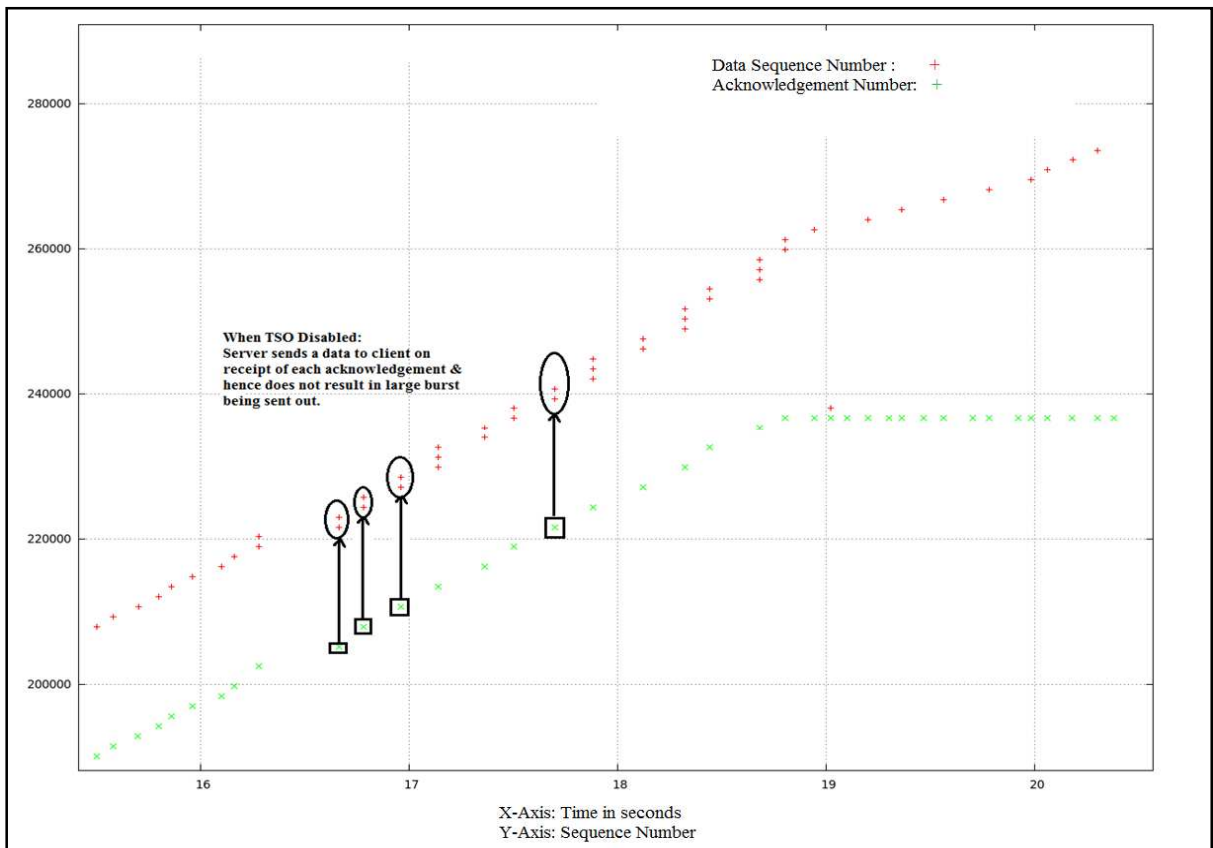 Data Sequence Number : +
Acknowledgement Number: +
280000
260000
When TSO Disabled:
Server sends a data to client on
receipt of each acknowledgement &
hence does not result in large burst
being sent out.
240000
220000
200000
16 17 18 19 20
X-Axis: Time in seconds
Y-Axis: Sequence Number